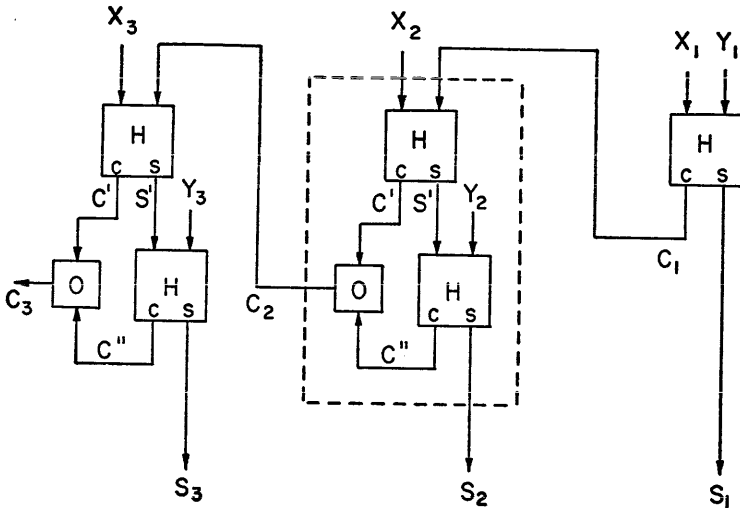 X₃
X₂
X₁ Y₁
H
H
H
C S
C S
C S
C' S' Y₃
C' S' Y₂
C₁
O
H
C S
C₃
C"
C₂
O
H
C S
C"
S₃
S₂
S₁